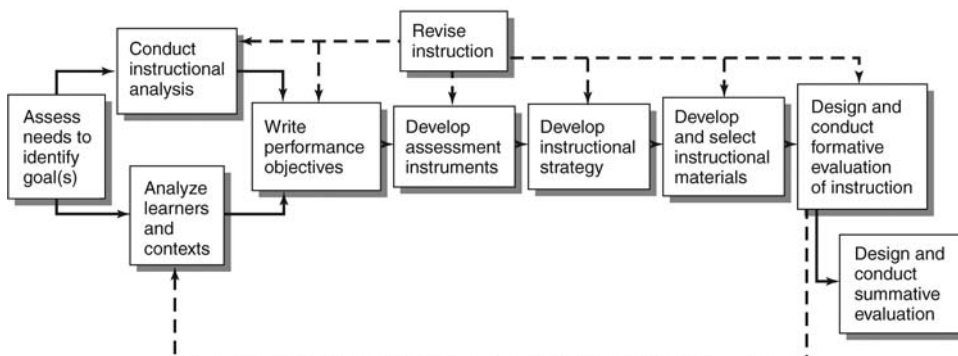 Revise
instruction
Conduct
instructional
analysis
Assess
needs to
identify
goal(s)
Analyze
learners
and
contexts
Write
performance
objectives
Develop
assessment
instruments
Develop
instructional
strategy
Develop
and select
instructional
materials
Design and
conduct
formative
evaluation
of instruction
Design and
conduct
summative
evaluation